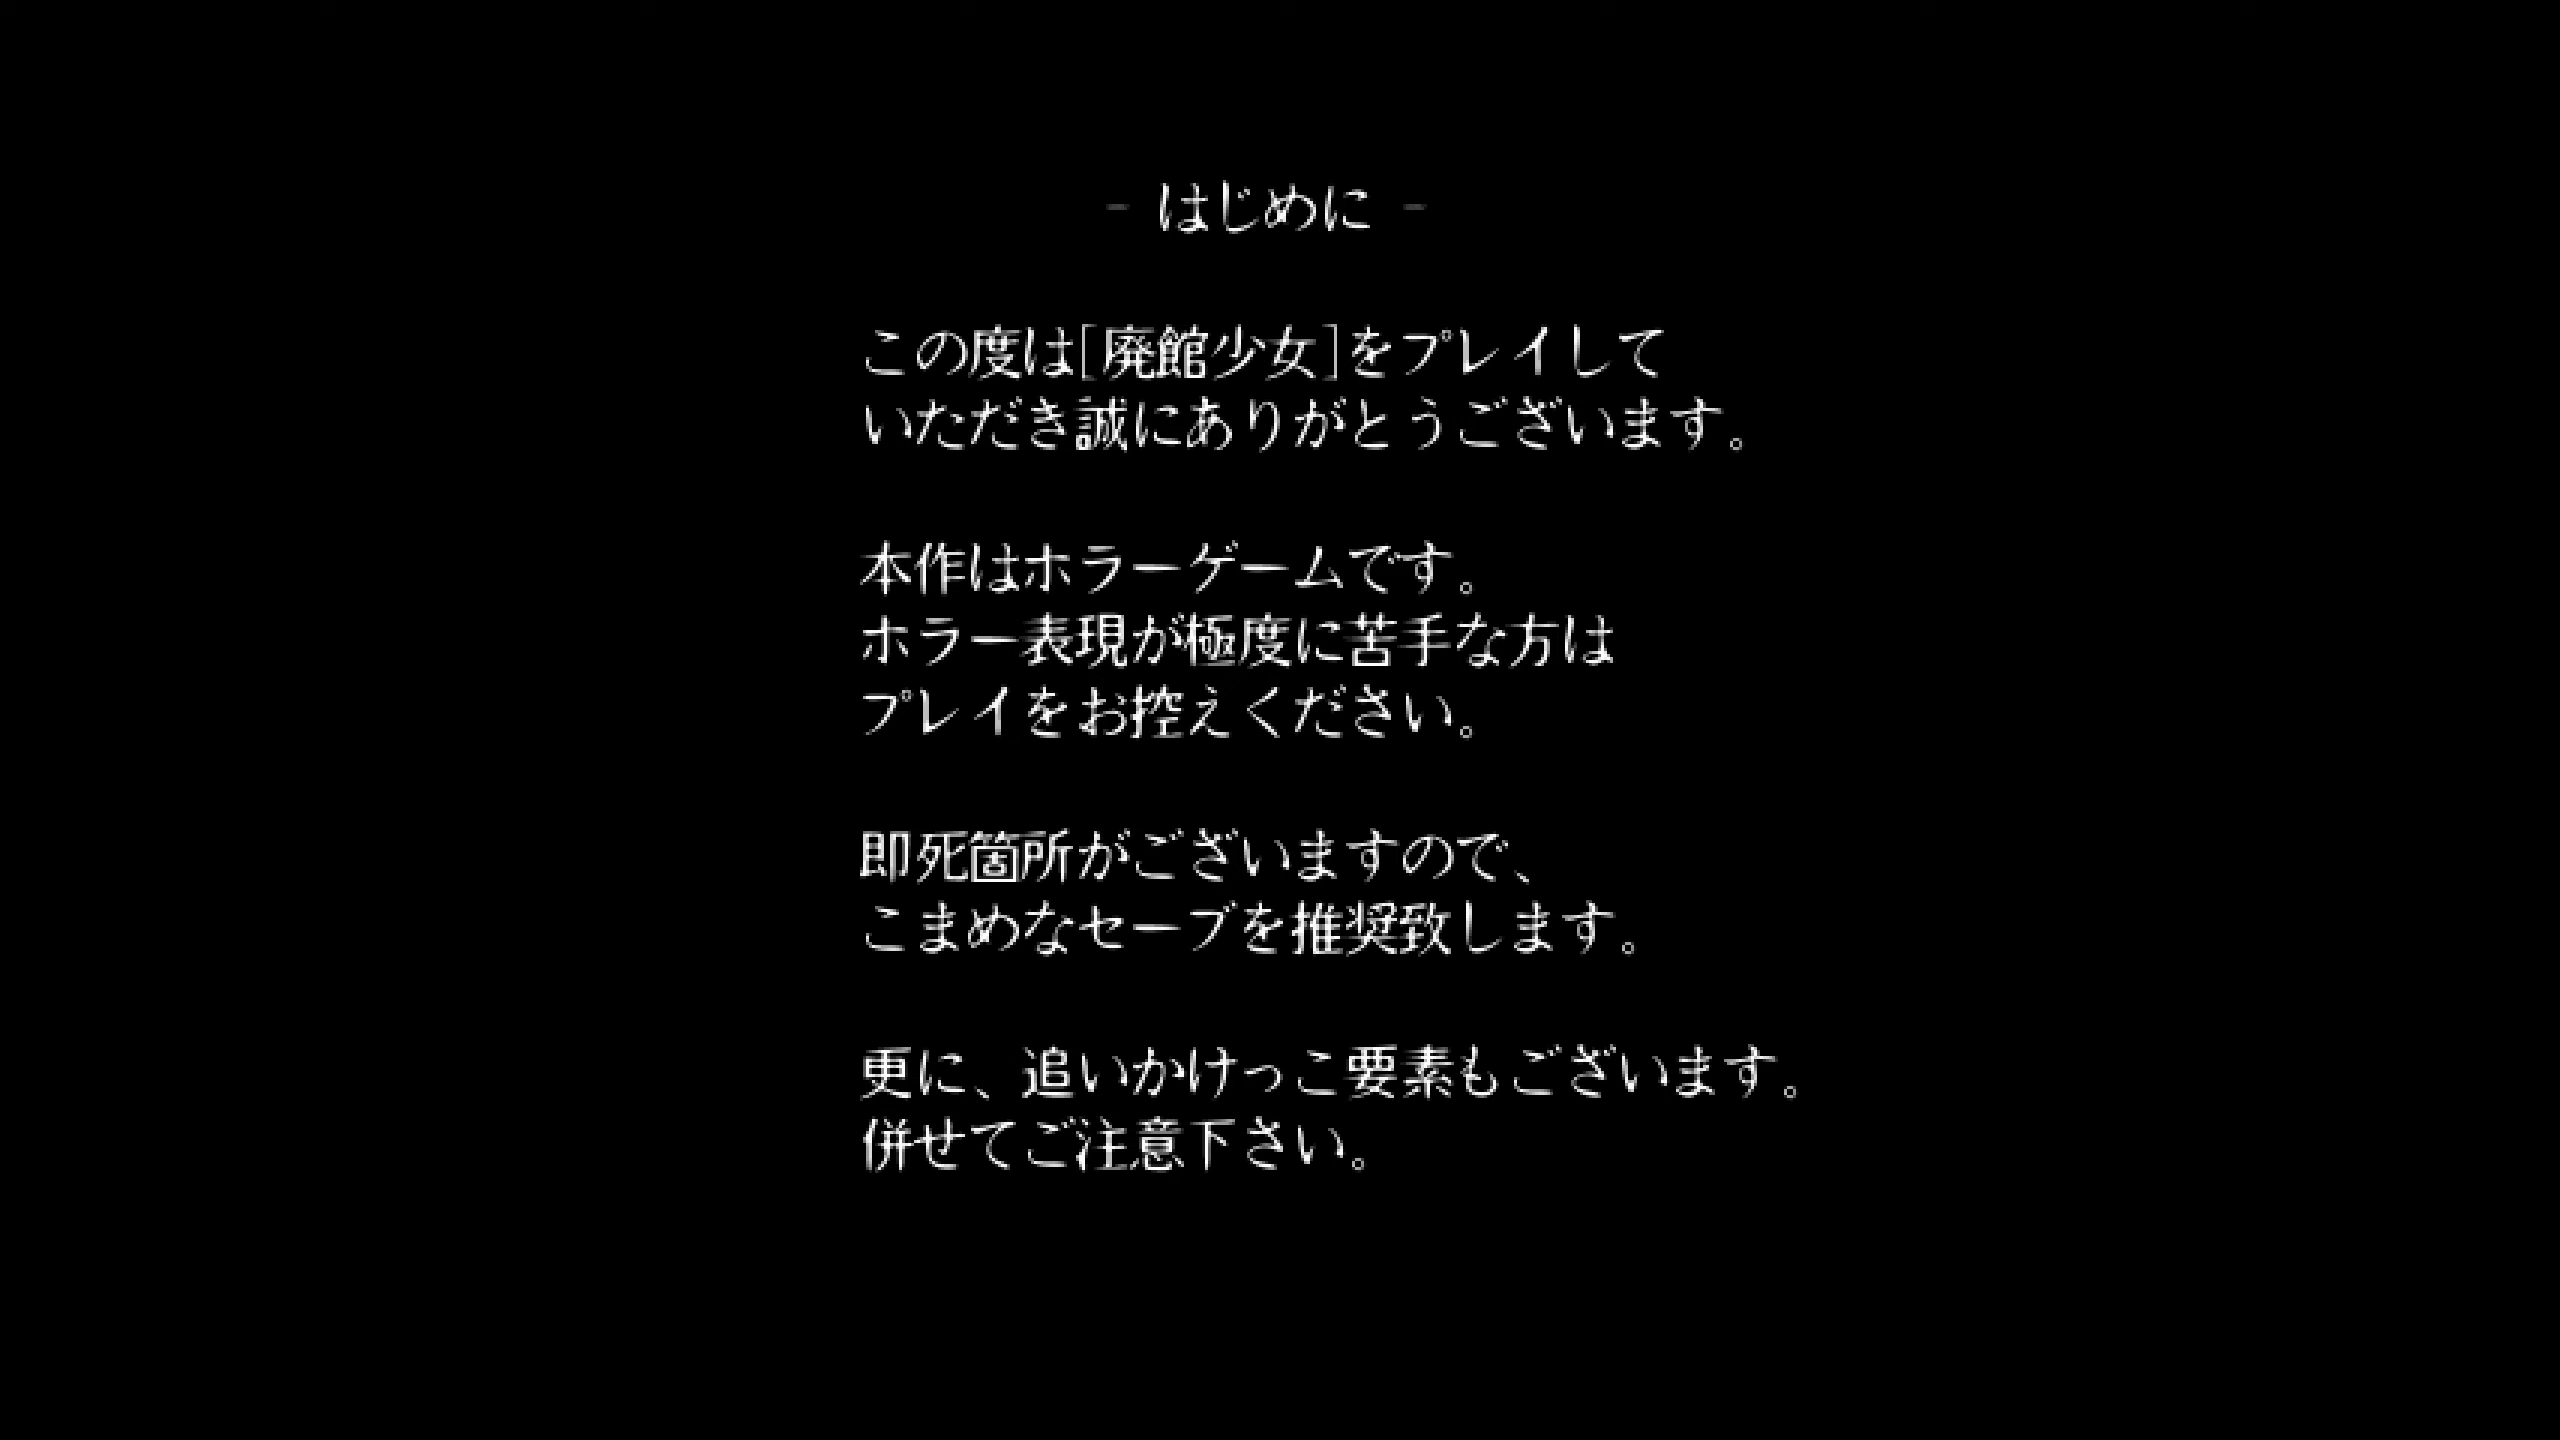 - はじめに -
この度は[廃館少女]をプレイして
いただき誠にありがとうございます。
本作はホラーゲームです。
ホラー表現が極度に苦手な方は
プレイをお控えください。
即死箇所がございますので、
こまめなセーブを推奨致します。
更に、追いかけっこ要素もございます。
併せてご注意下さい。